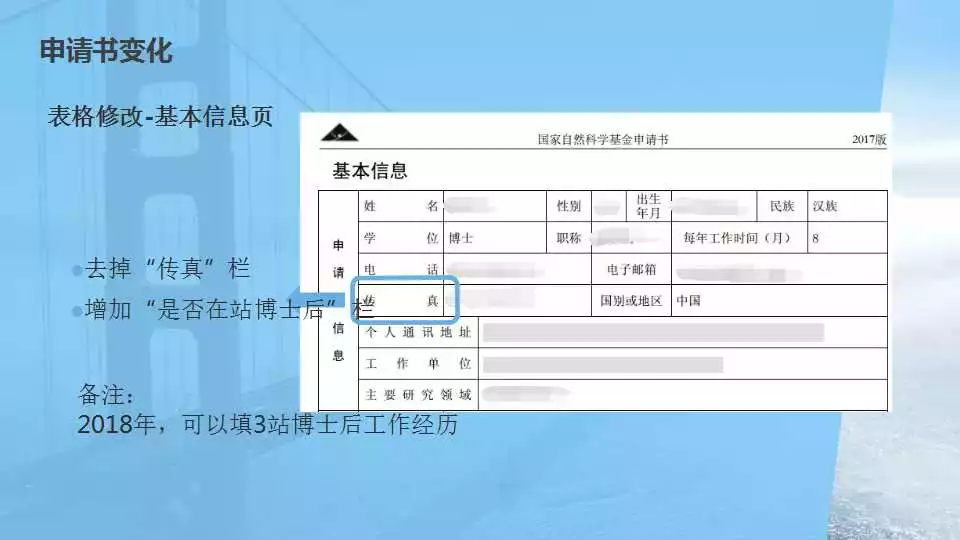 申请书变化
表格修改-基本信息页
国家自然科学基金申请书 2017版
基本信息
申请信息
姓名 性别 出生年月 民族 汉族
学位 博士 职称 每年工作时间（月） 8
电话 电子邮箱
传真 国别或地区 中国
个人通讯地址
工作单位
主要研究领域
去掉“传真”栏
增加“是否在站博士后”栏
备注：
2018年，可以填3站博士后工作经历